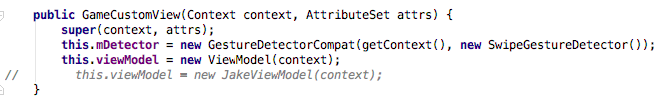 public GameCustomView(Context context, AttributeSet attrs) {
super(context, attrs);
this.mDetector = new GestureDetectorCompat(getContext(), new SwipeGestureDetector());
this.viewModel = new ViewModel(context);
// this.viewModel = new JakeViewModel(context);
}